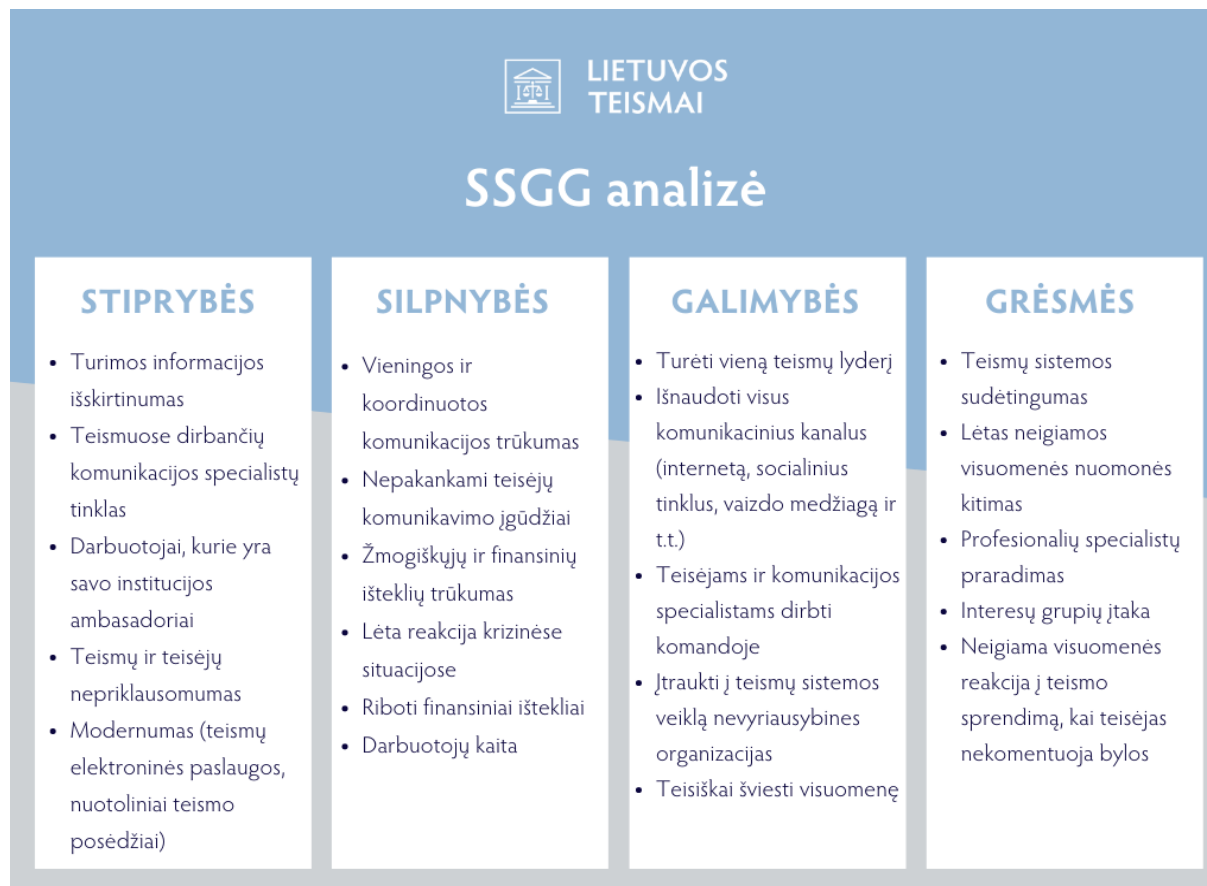 LIETUVOS
TEISMAI
SSGG analizė
STIPRYBĖS
• Turimos informacijos
išskirtinumas
• Teismuose dirbančių
komunikacijos specialistų
tinklas
• Darbuotojai, kurie yra
savo institucijos
ambasadoriai
• Teismų ir teisėjų
nepriklausomumas
• Modernumas (teismų
elektroninės paslaugos,
nuotoliniai teismo
posėdžiai)
SILPNYBĖS
• Vieningos ir
koordinuotos
komunikacijos trūkumas
• Nepakankami teisėjų
komunikavimo įgūdžiai
• Žmogiškųjų ir finansinių
išteklių trūkumas
• Lėta reakcija krizinėse
situacijose
• Riboti finansiniai ištekliai
• Darbuotojų kaita
GALIMYBĖS
• Turėti vieną teismų lyderį
• Išnaudoti visus
komunikacinius kanalus
(internetą, socialinius
tinklus, vaizdo medžiagą ir
t.t.)
• Teisėjams ir komunikacijos
specialistams dirbti
komandoje
• Įtraukti į teismų sistemos
veiklą nevyriausybines
organizacijas
• Teisiškai šviesti visuomenę
GRĖSMĖS
• Teismų sistemos
sudėtingumas
• Lėtas neigiamos
visuomenės nuomonės
kitimas
• Profesionalių specialistų
praradimas
• Interesų grupių įtaka
• Neigiama visuomenės
reakcija į teismo
sprendimą, kai teisėjas
nekomentuoja bylos